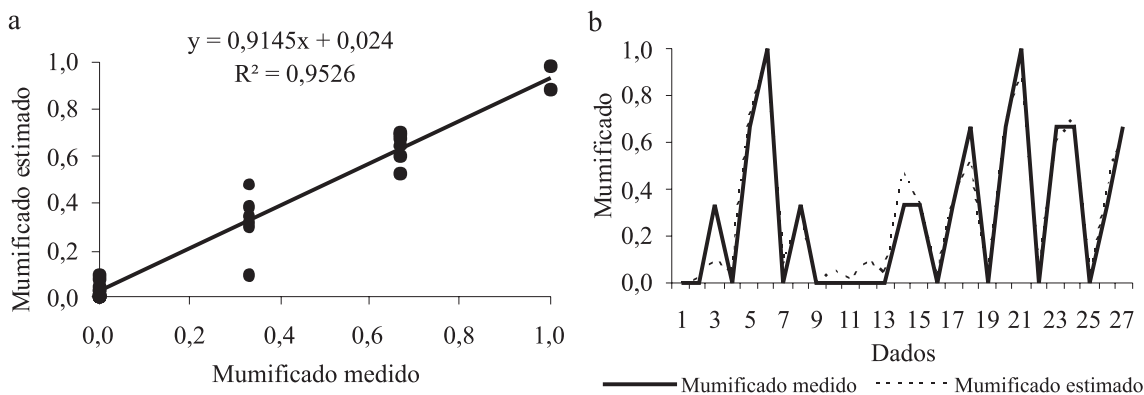 a
y = 0,9145x + 0,024
R² = 0,9526
Mumificado estimado
1,0
0,8
0,6
0,4
0,2
0,0
0,0 0,2 0,4 0,6 0,8 1,0
Mumificado medido
b
Mumificado
1,0
0,8
0,6
0,4
0,2
0,0
1 3 5 7 9 11 13 15 17 19 21 23 25 27
Dados
Mumificado medido
Mumificado estimado